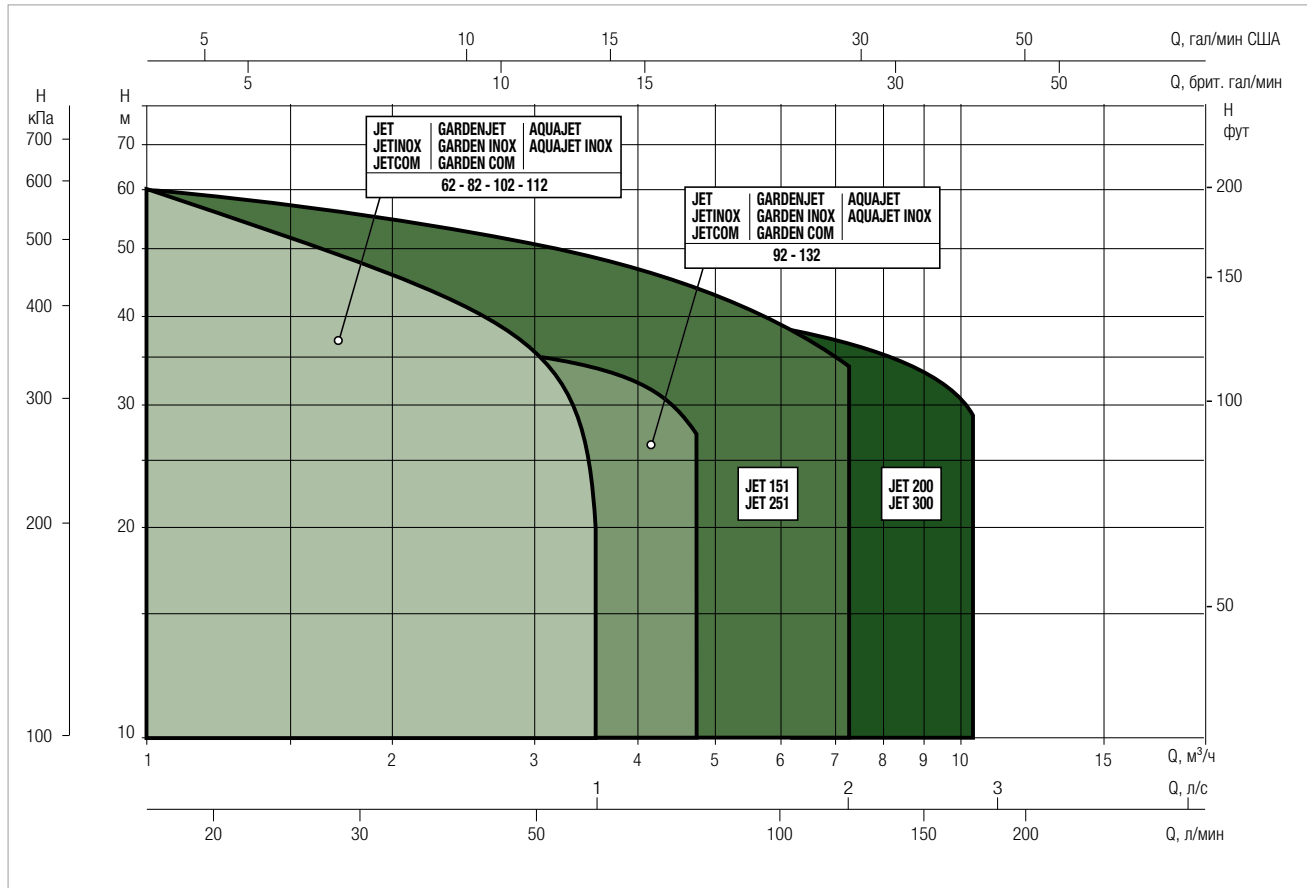 5 10 15 30 50 Q, гал/мин США
5 10 15 30 50 Q, брит. гал/мин
H
кПа
H
м
H
фут
700
600
500
400
300
200
100
70
60
50
40
30
20
10
200
150
100
50
JET GARDENJET AQUAJET
JETINOX GARDEN INOX AQUAJET INOX
JETCOM GARDEN COM
62 - 82 - 102 - 112
JET GARDENJET AQUAJET
JETINOX GARDEN INOX AQUAJET INOX
JETCOM GARDEN COM
92 - 132
JET 151
JET 251
JET 200
JET 300
1 2 3 4 5 6 7 8 9 10 15 Q, м³/ч
1 2 3 Q, л/с
20 30 50 100 150 200 Q, л/мин